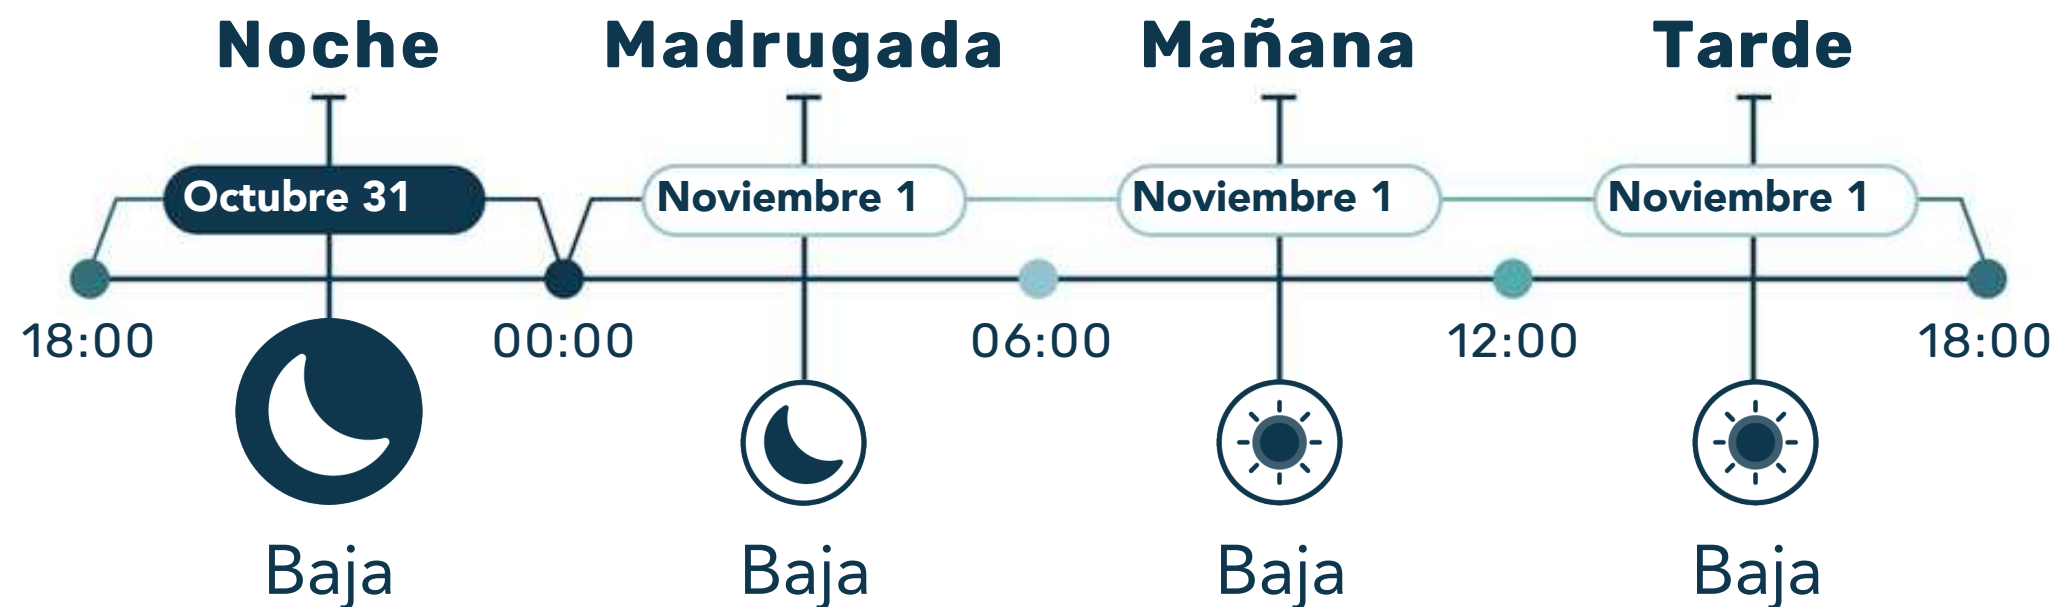 Noche Madrugada Mañana Tarde
Octubre 31 Noviembre 1 Noviembre 1 Noviembre 1
18:00 00:00 06:00 12:00 18:00
Baja Baja Baja Baja